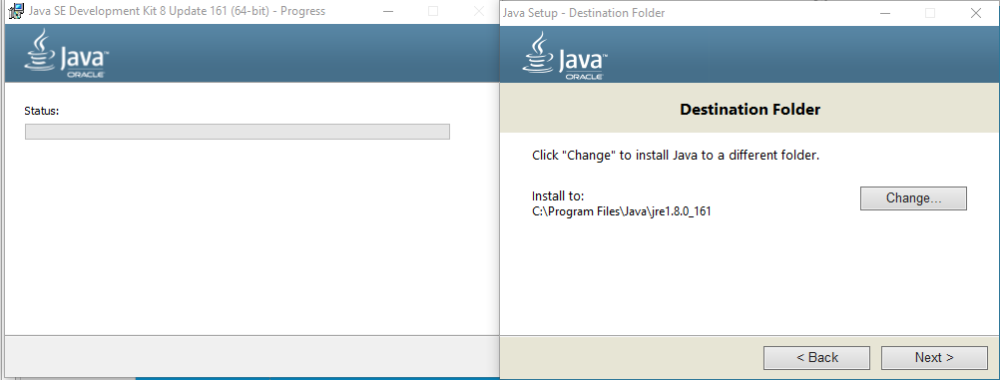 Java SE Development Kit 8 Update 161 (64-bit) - Progress
Java™
ORACLE
Status:
Java Setup - Destination Folder
Java™
ORACLE
Destination Folder
Click "Change" to install Java to a different folder.
Install to:
C:\Program Files\Java\jre1.8.0_161
Change...
< Back
Next >